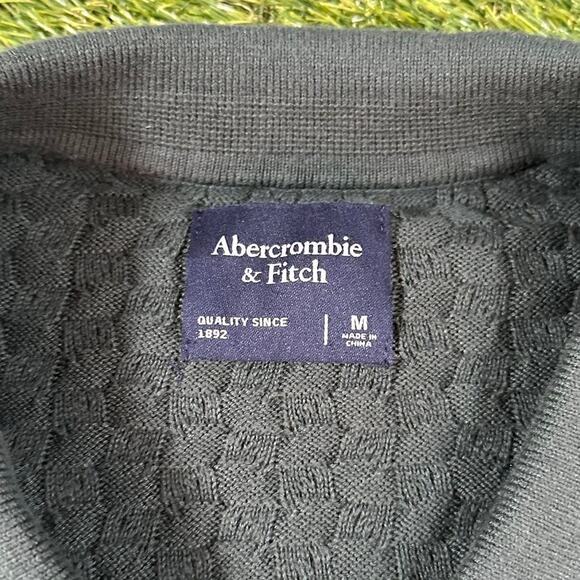 Abercrombie
& Fitch
QUALITY SINCE
1892
M
MADE IN
CHINA